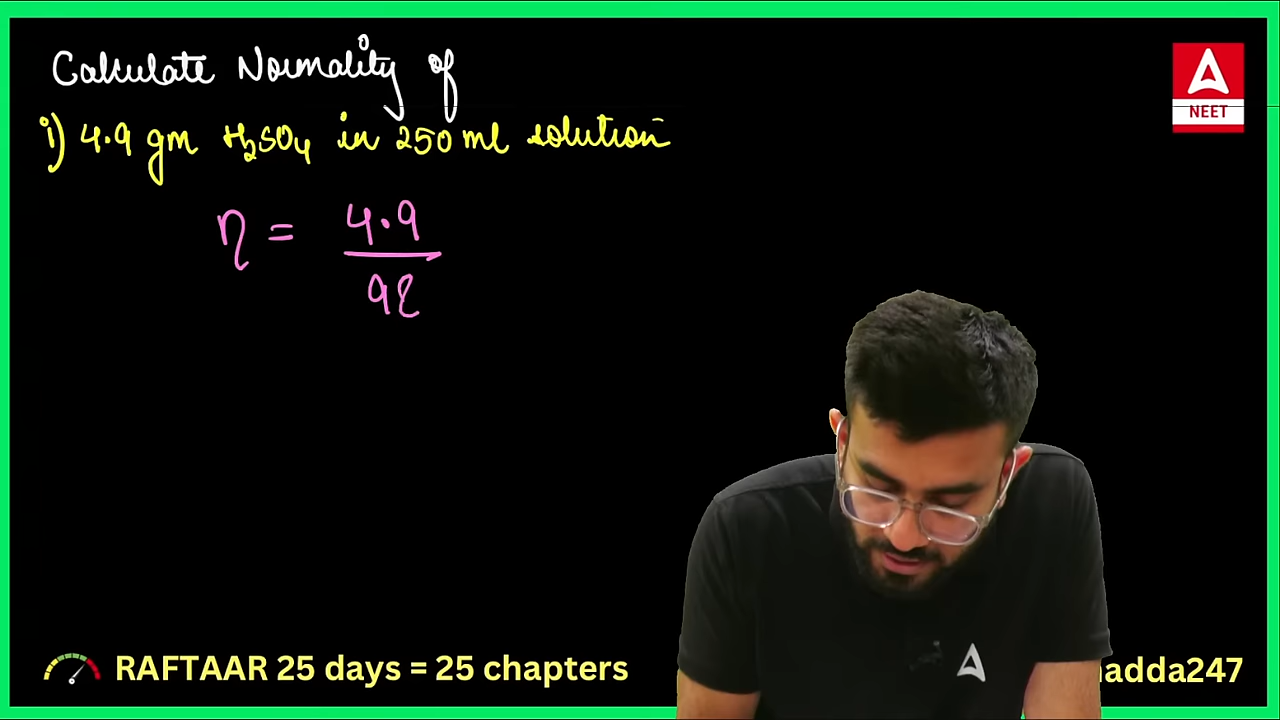 Calculate Normality of
i) 4.9 gm H₂SO₄ in 250 ml solution
η = 4.9
98
NEET
RAFTAAR 25 days = 25 chapters
adda247